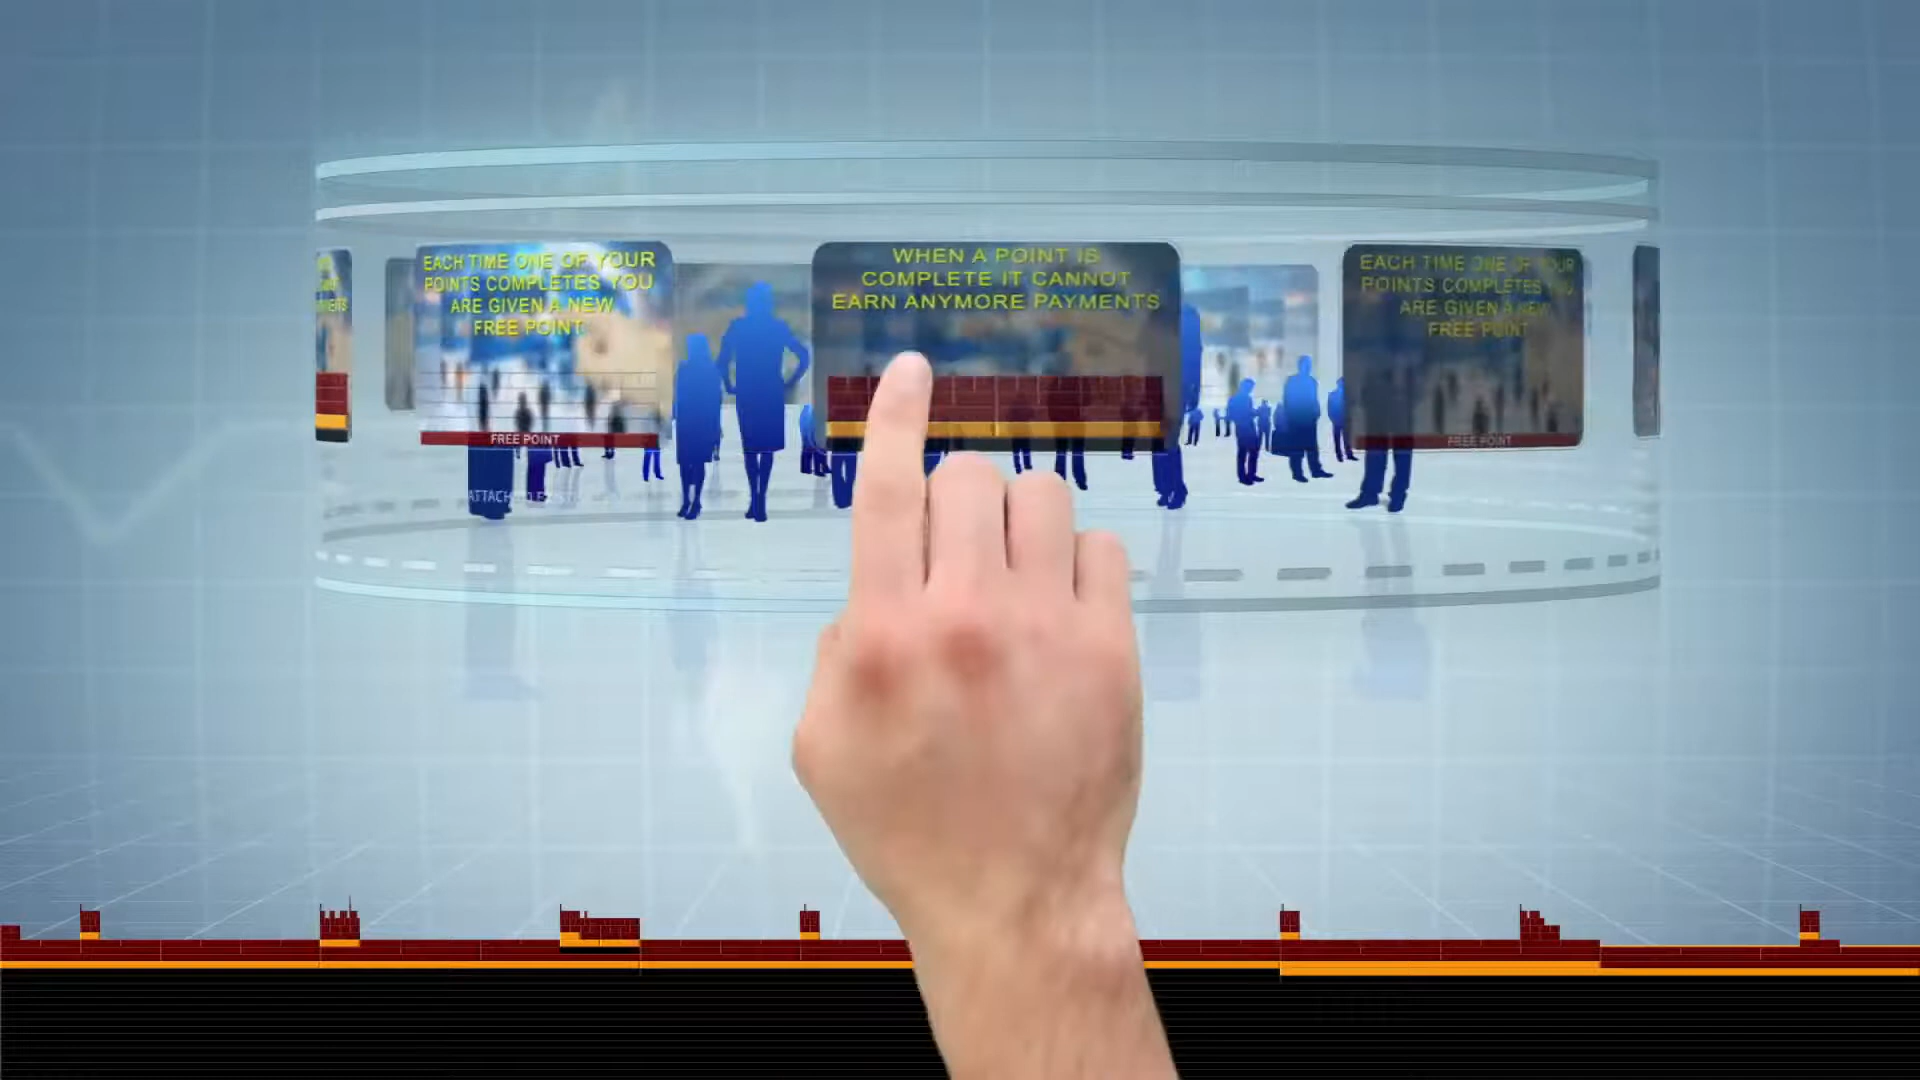 EACH TIME ONE OF YOUR
POINTS COMPLETES YOU
ARE GIVEN A NEW
FREE POINT
FREE POINT
WHEN A POINT IS
COMPLETE IT CANNOT
EARN ANYMORE PAYMENTS
EACH TIME ONE OF YOUR
POINTS COMPLETES YOU
ARE GIVEN A NEW
FREE POINT
FREE POINT